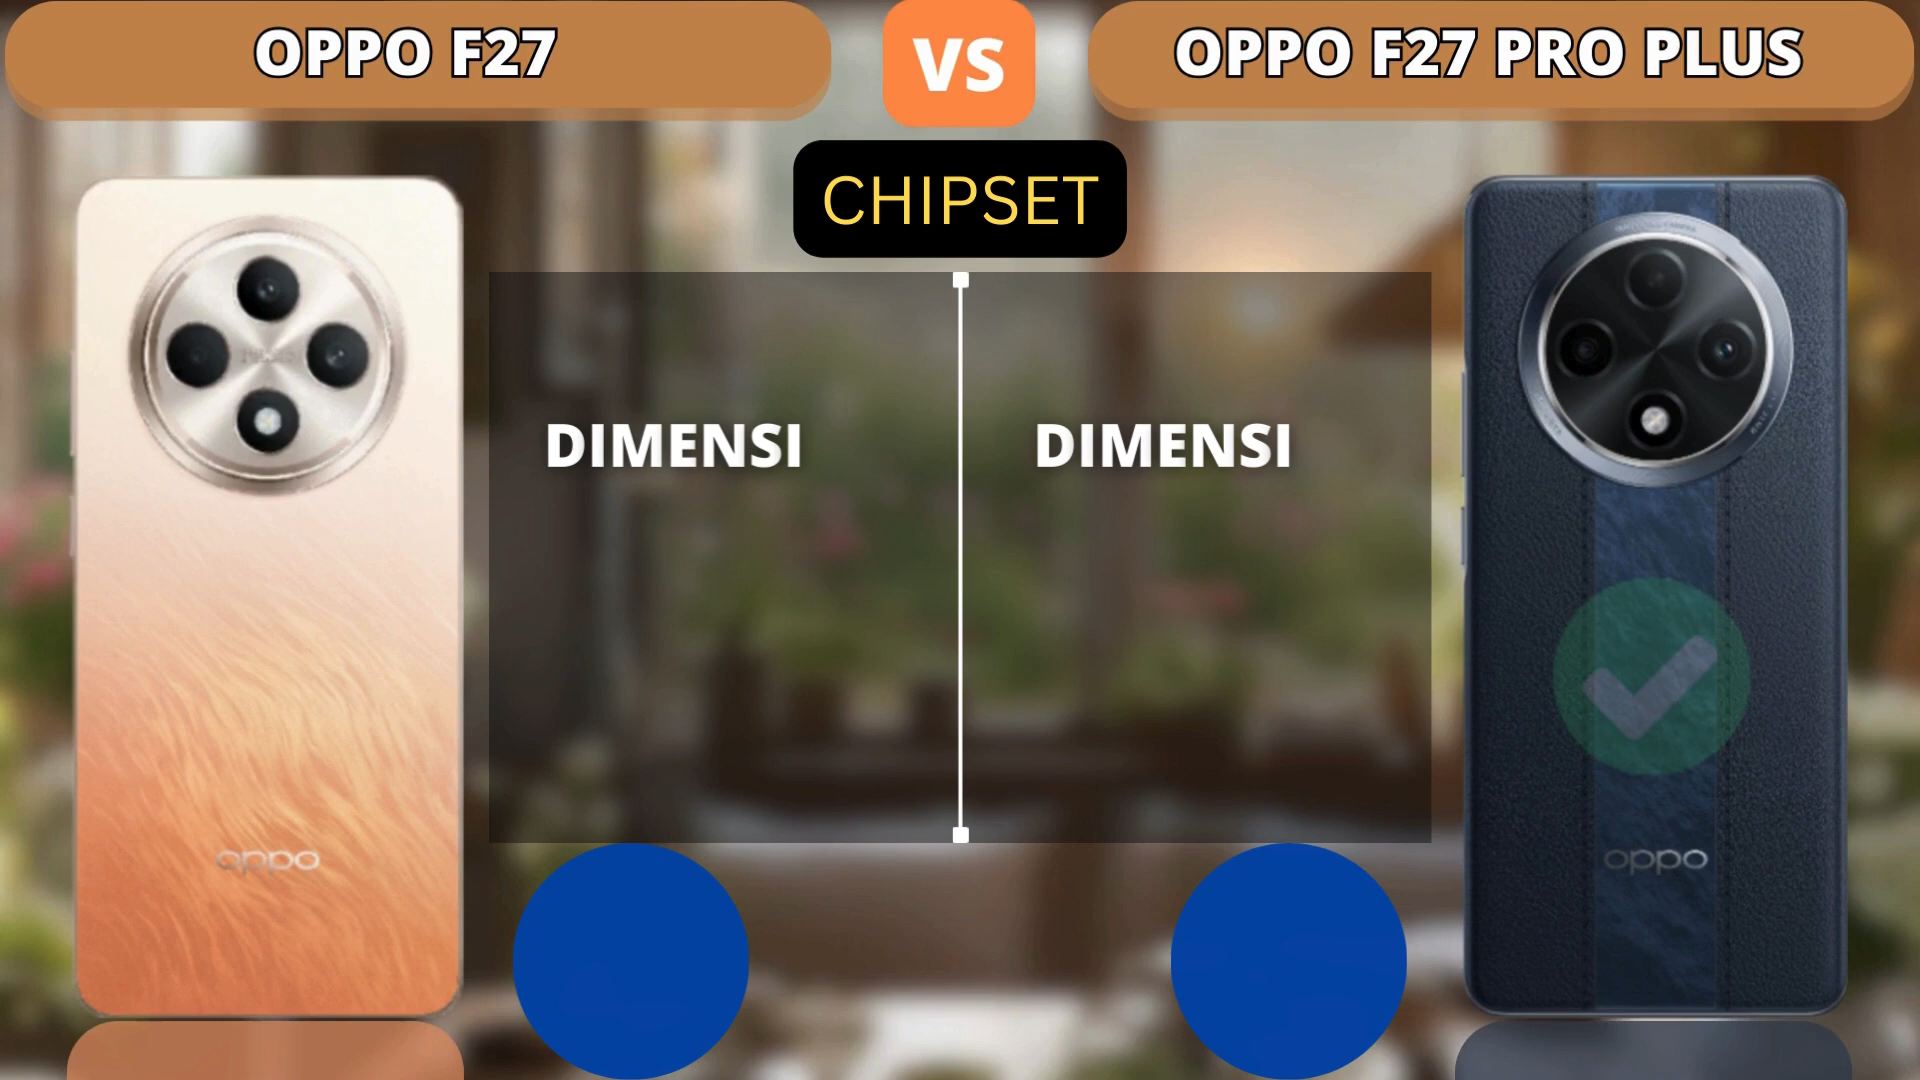 OPPO F27
VS
OPPO F27 PRO PLUS
CHIPSET
DIMENSI
DIMENSI
oppo
oppo